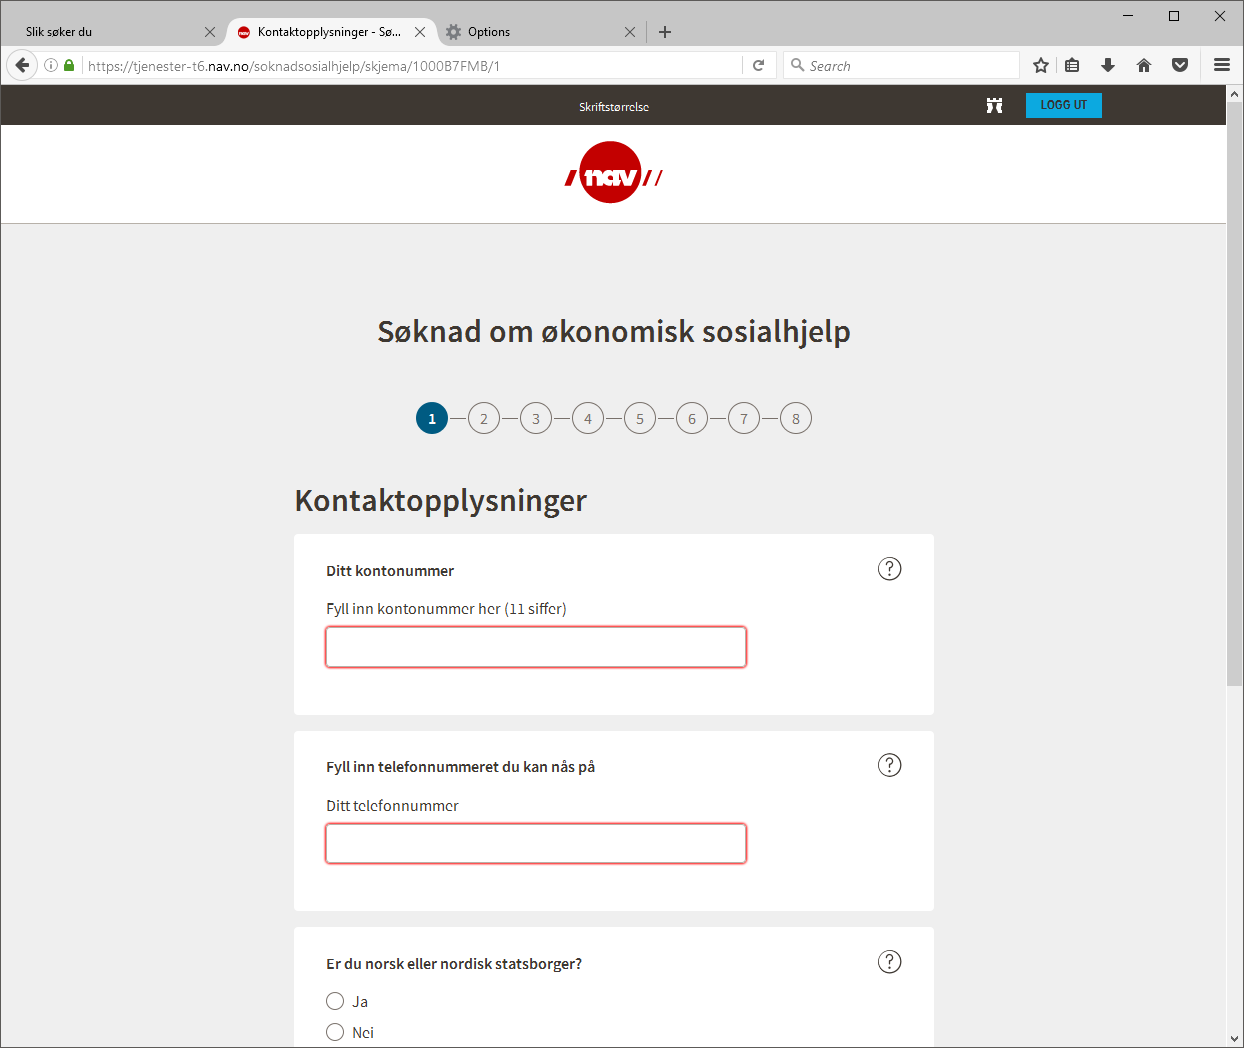 Slik søker du
Kontaktopplysninger - Sø...
Options
https://tjenester-t6.nav.no/soknadsosialhjelp/skjema/1000B7FMB/1
Search
Skriftstørrelse
LOGG UT
nav
Søknad om økonomisk sosialhjelp
1 2 3 4 5 6 7 8
Kontaktopplysninger
Ditt kontonummer
?
Fyll inn kontonummer her (11 siffer)
Fyll inn telefonnummeret du kan nås på
?
Ditt telefonnummer
Er du norsk eller nordisk statsborger?
?
Ja
Nei